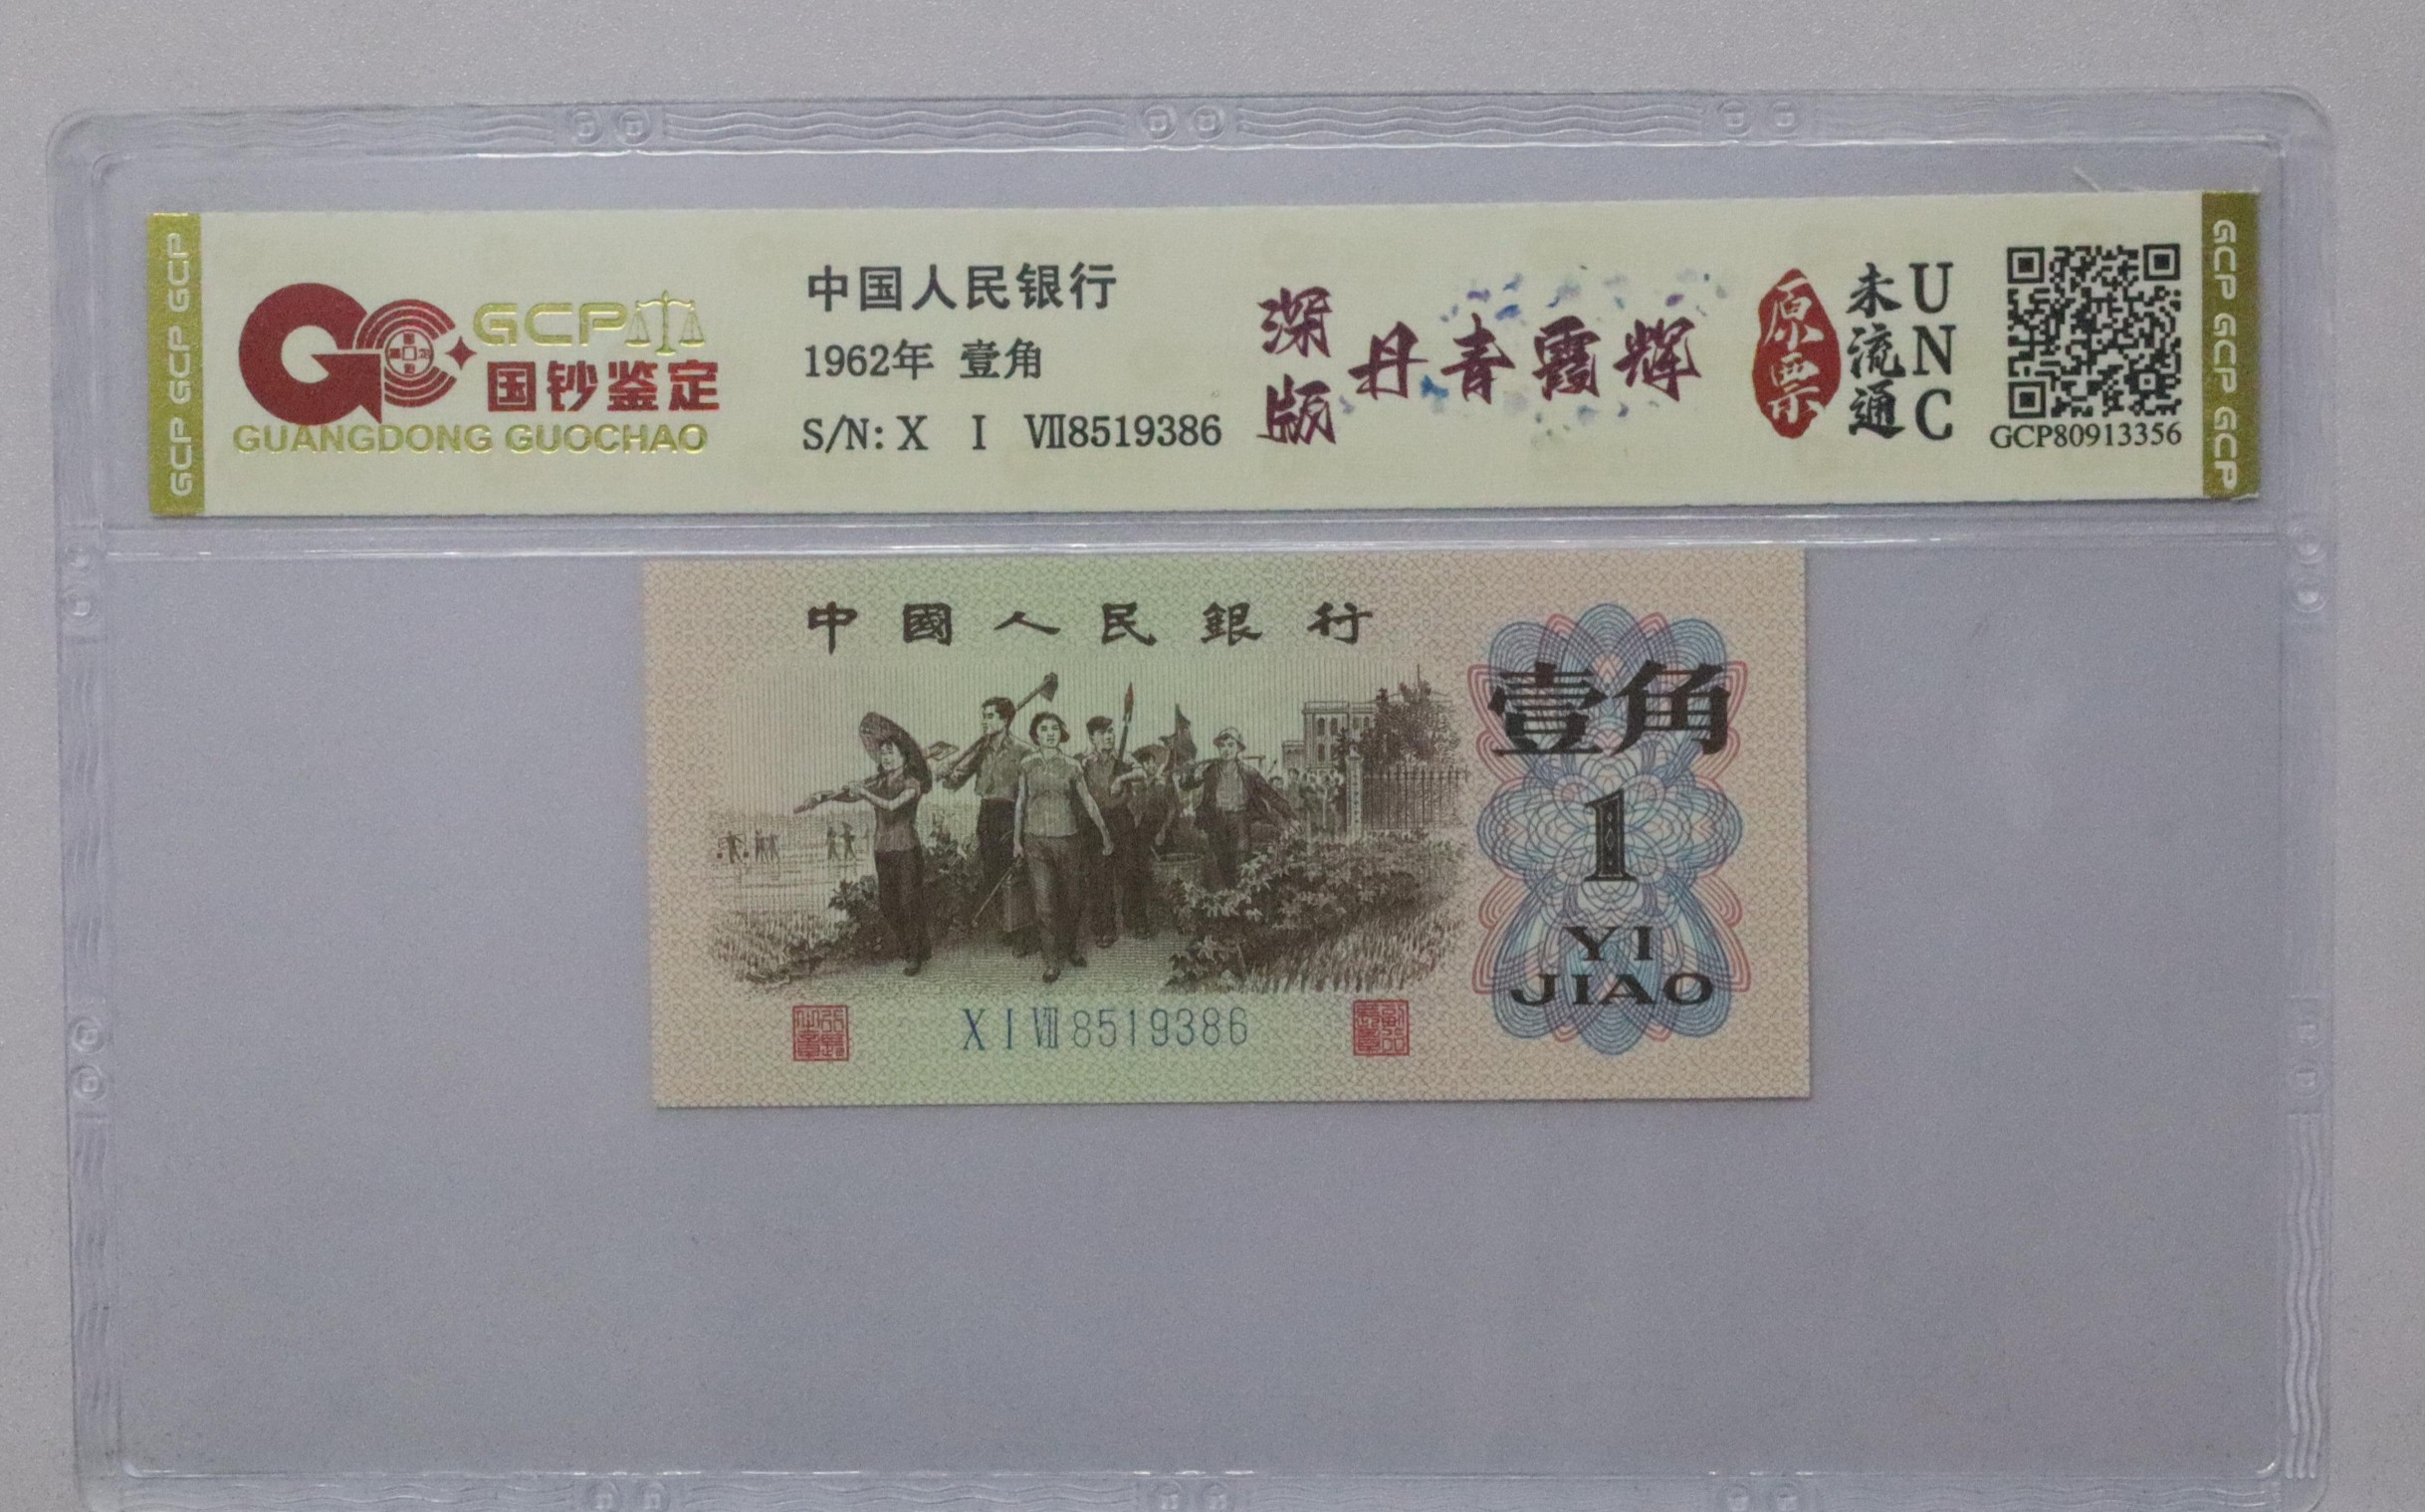 GCP GCP GCP
GCP
国钞鉴定
GUANGDONG GUOCHAO
中国人民银行
1962年 壹角
S/N: X I Ⅷ8519386
深版
丹青霞辉
原票
未流通
UNC
GCP80913356
GCP GCP GCP
中國人民銀行
壹角
1
YI
JIAO
X I Ⅷ 8519386